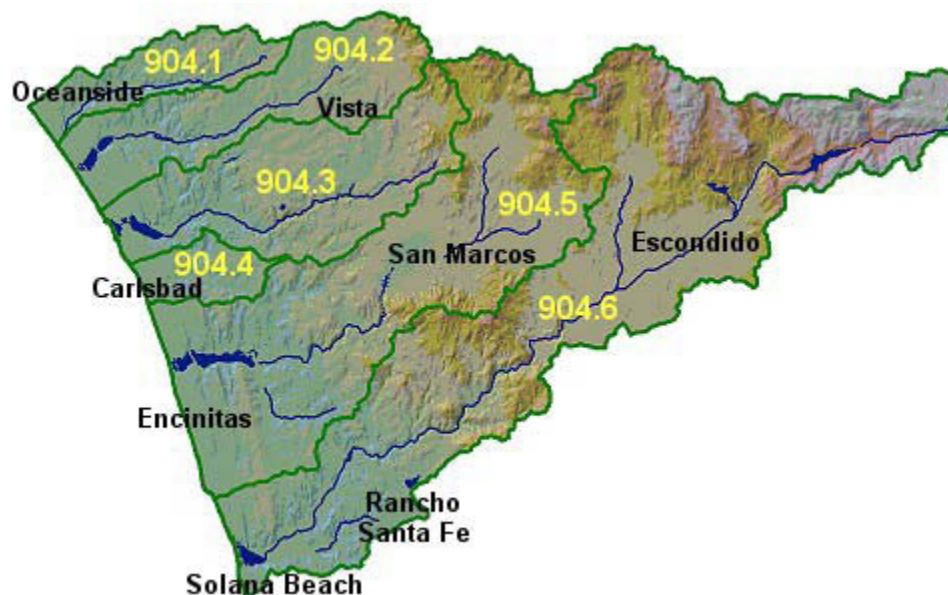 904.1
904.2
Oceanside
Vista
904.3
904.5
San Marcos
Escondido
904.4
Carlsbad
904.6
Encinitas
Rancho
Santa Fe
Solana Beach